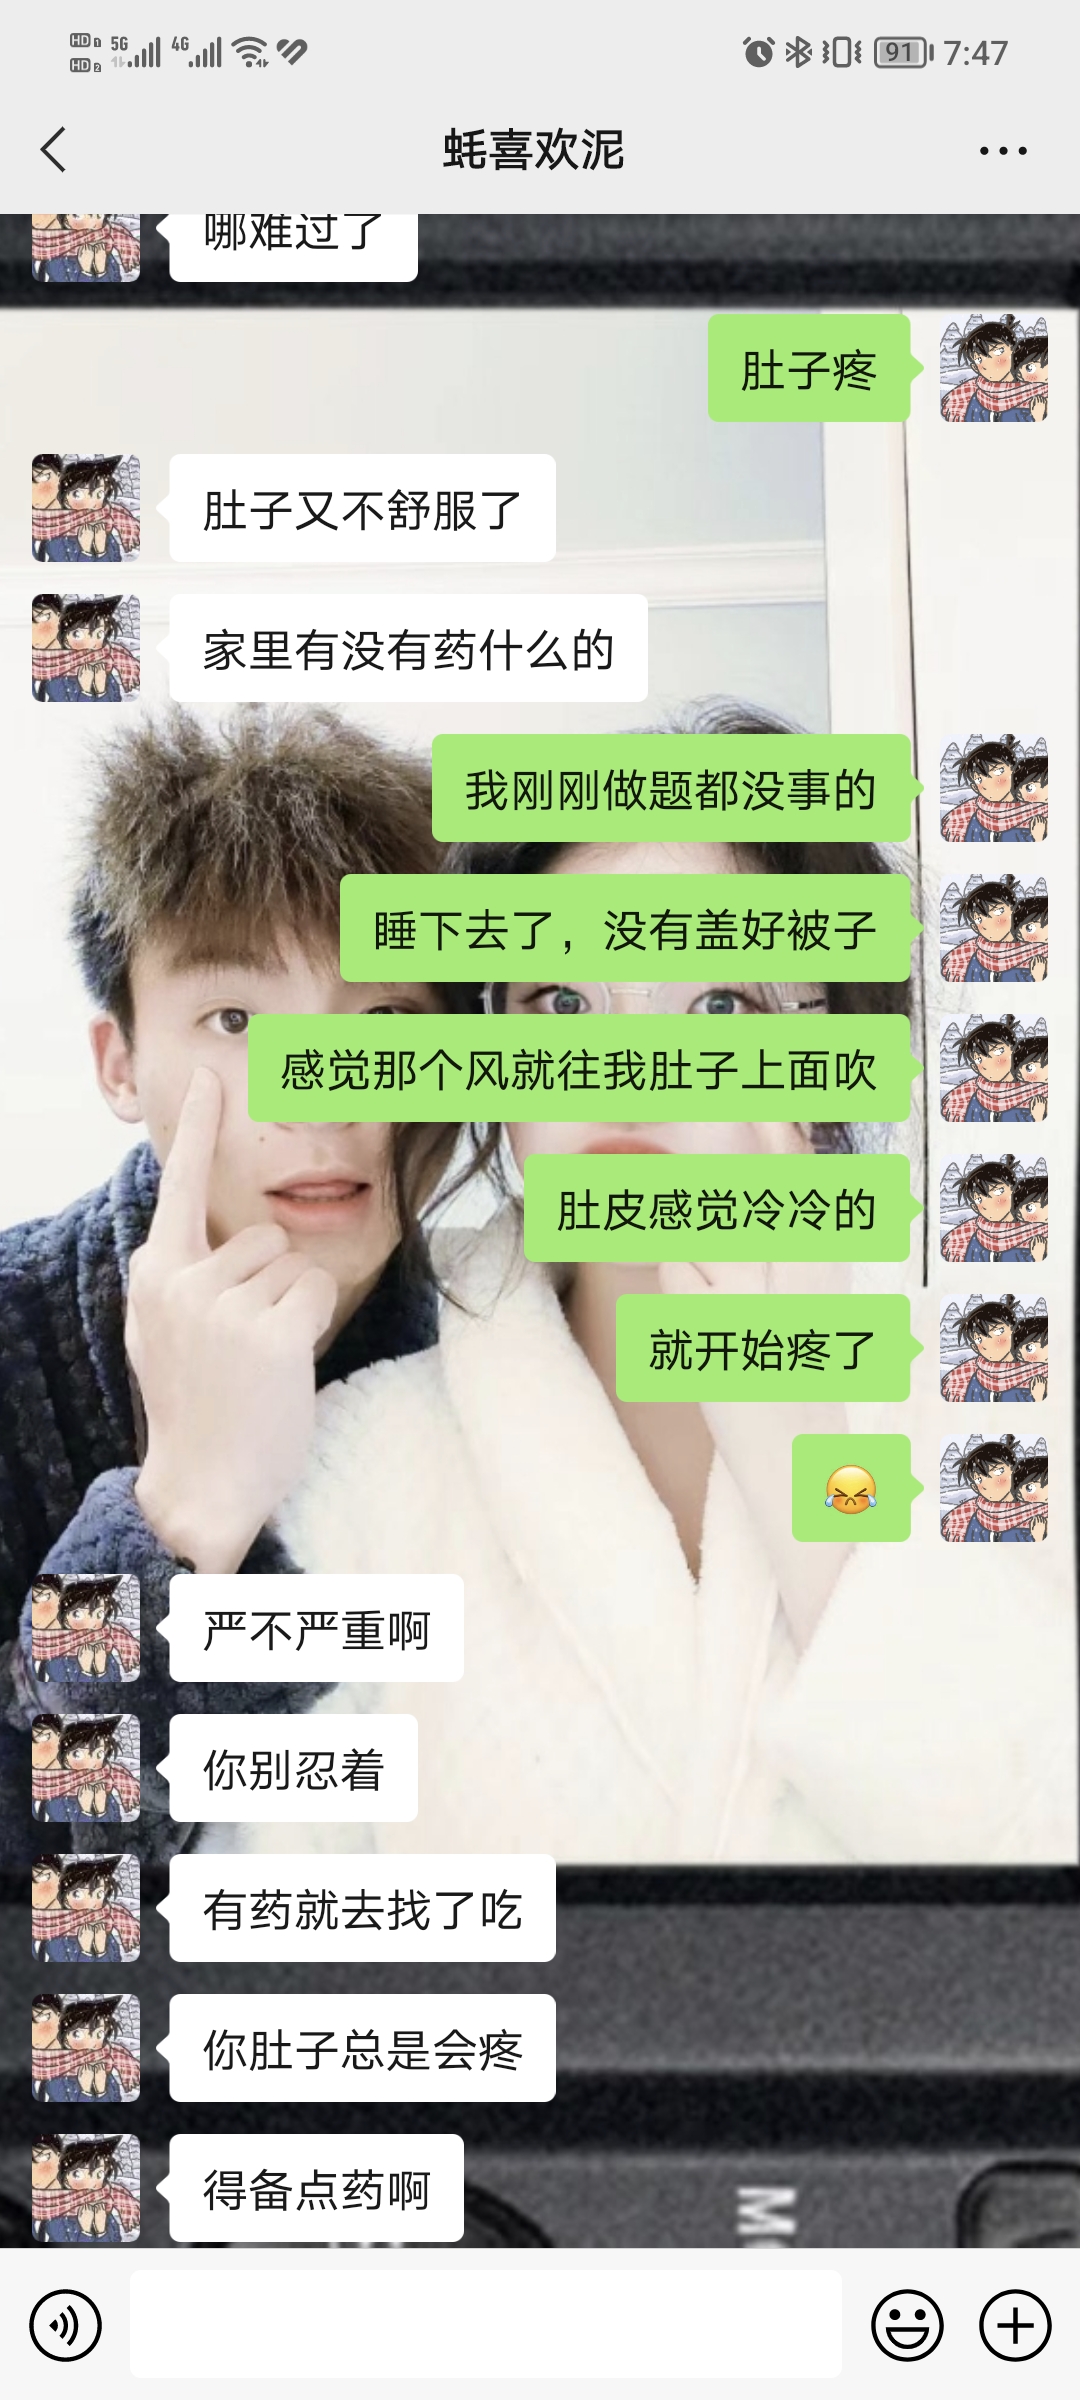 HD 1
HD 2
5G
4G
91
7:47
蚝喜欢泥
哪难过了
肚子疼
肚子又不舒服了
家里有没有药什么的
我刚刚做题都没事的
睡下去了，没有盖好被子
感觉那个风就往我肚子上面吹
肚皮感觉冷冷的
就开始疼了
😹
严不严重啊
你别忍着
有药就去找了吃
你肚子总是会疼
得备点药啊